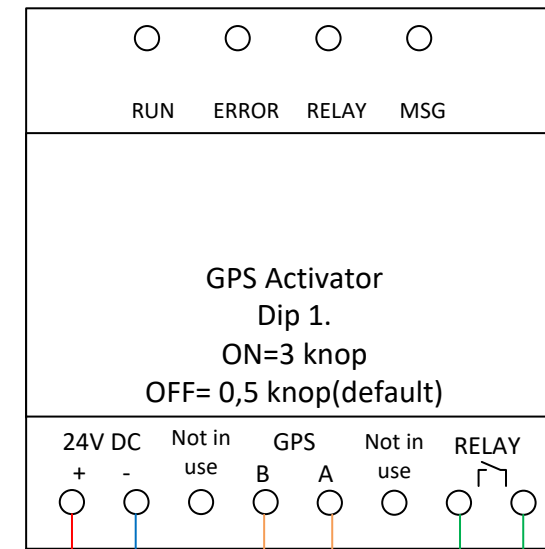 RUN ERROR RELAY MSG
GPS Activator
Dip 1.
ON=3 knop
OFF= 0,5 knop(default)
24V DC Not in use GPS Not in use RELAY
+ - B A